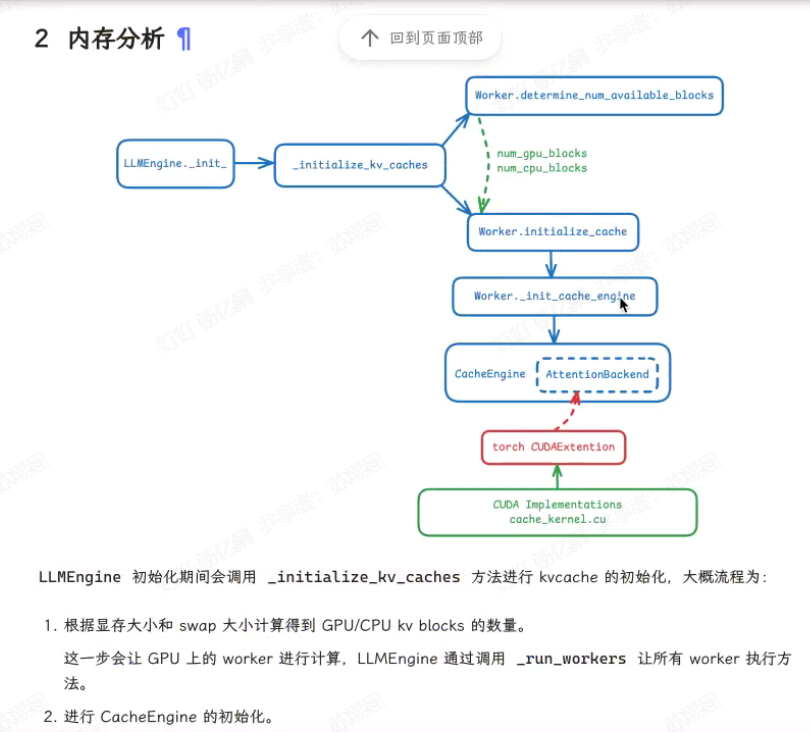 2 内存分析 ¶
回到页面顶部
Worker.determine_num_available_blocks
LLMEngine._init_
_initialize_kv_caches
num_gpu_blocks
num_cpu_blocks
Worker.initialize_cache
Worker._init_cache_engine
CacheEngine
AttentionBackend
torch CUDAExtention
CUDA Implementations
cache_kernel.cu
LLMEngine 初始化期间会调用 _initialize_kv_caches 方法进行 kvcache 的初始化，大概流程为：
1. 根据显存大小和 swap 大小计算得到 GPU/CPU kv blocks 的数量。
这一步会让 GPU 上的 worker 进行计算，LLMEngine 通过调用 _run_workers 让所有 worker 执行方
法。
2. 进行 CacheEngine 的初始化。